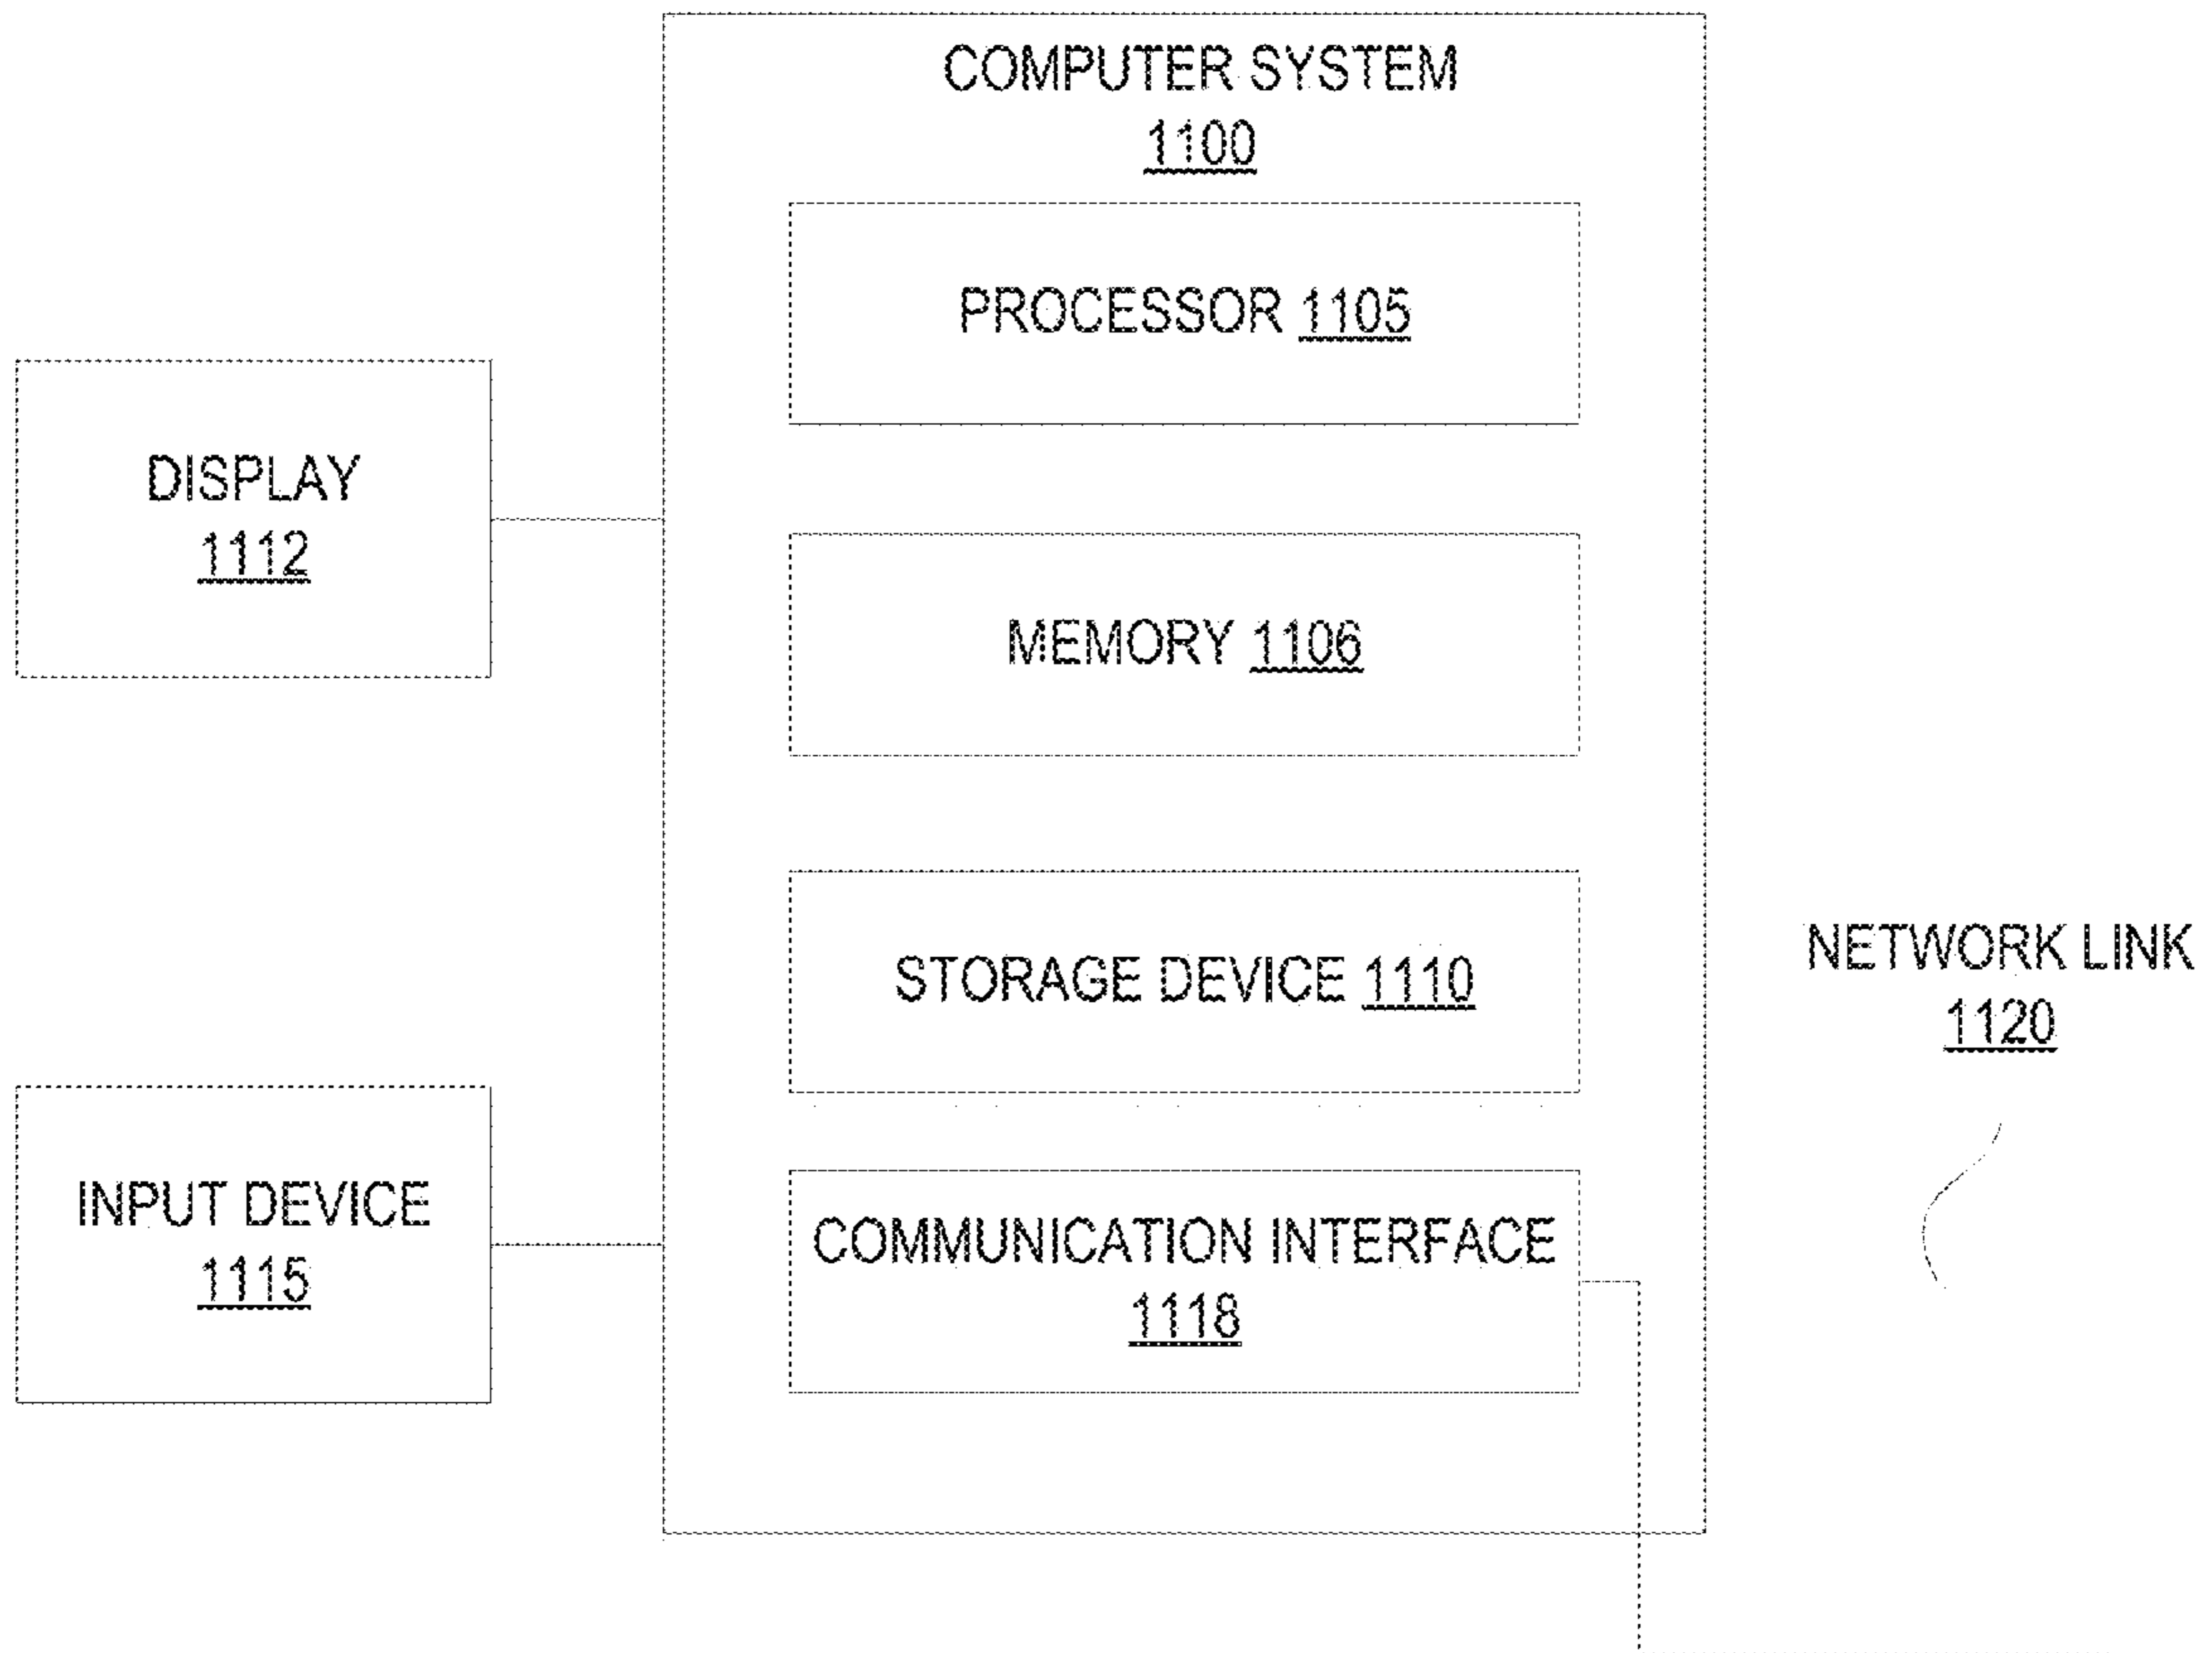 COMPUTER SYSTEM
1100
PROCESSOR 1105
DISPLAY
1112
MEMORY 1106
STORAGE DEVICE 1110
NETWORK LINK
1120
INPUT DEVICE
1115
COMMUNICATION INTERFACE
1118